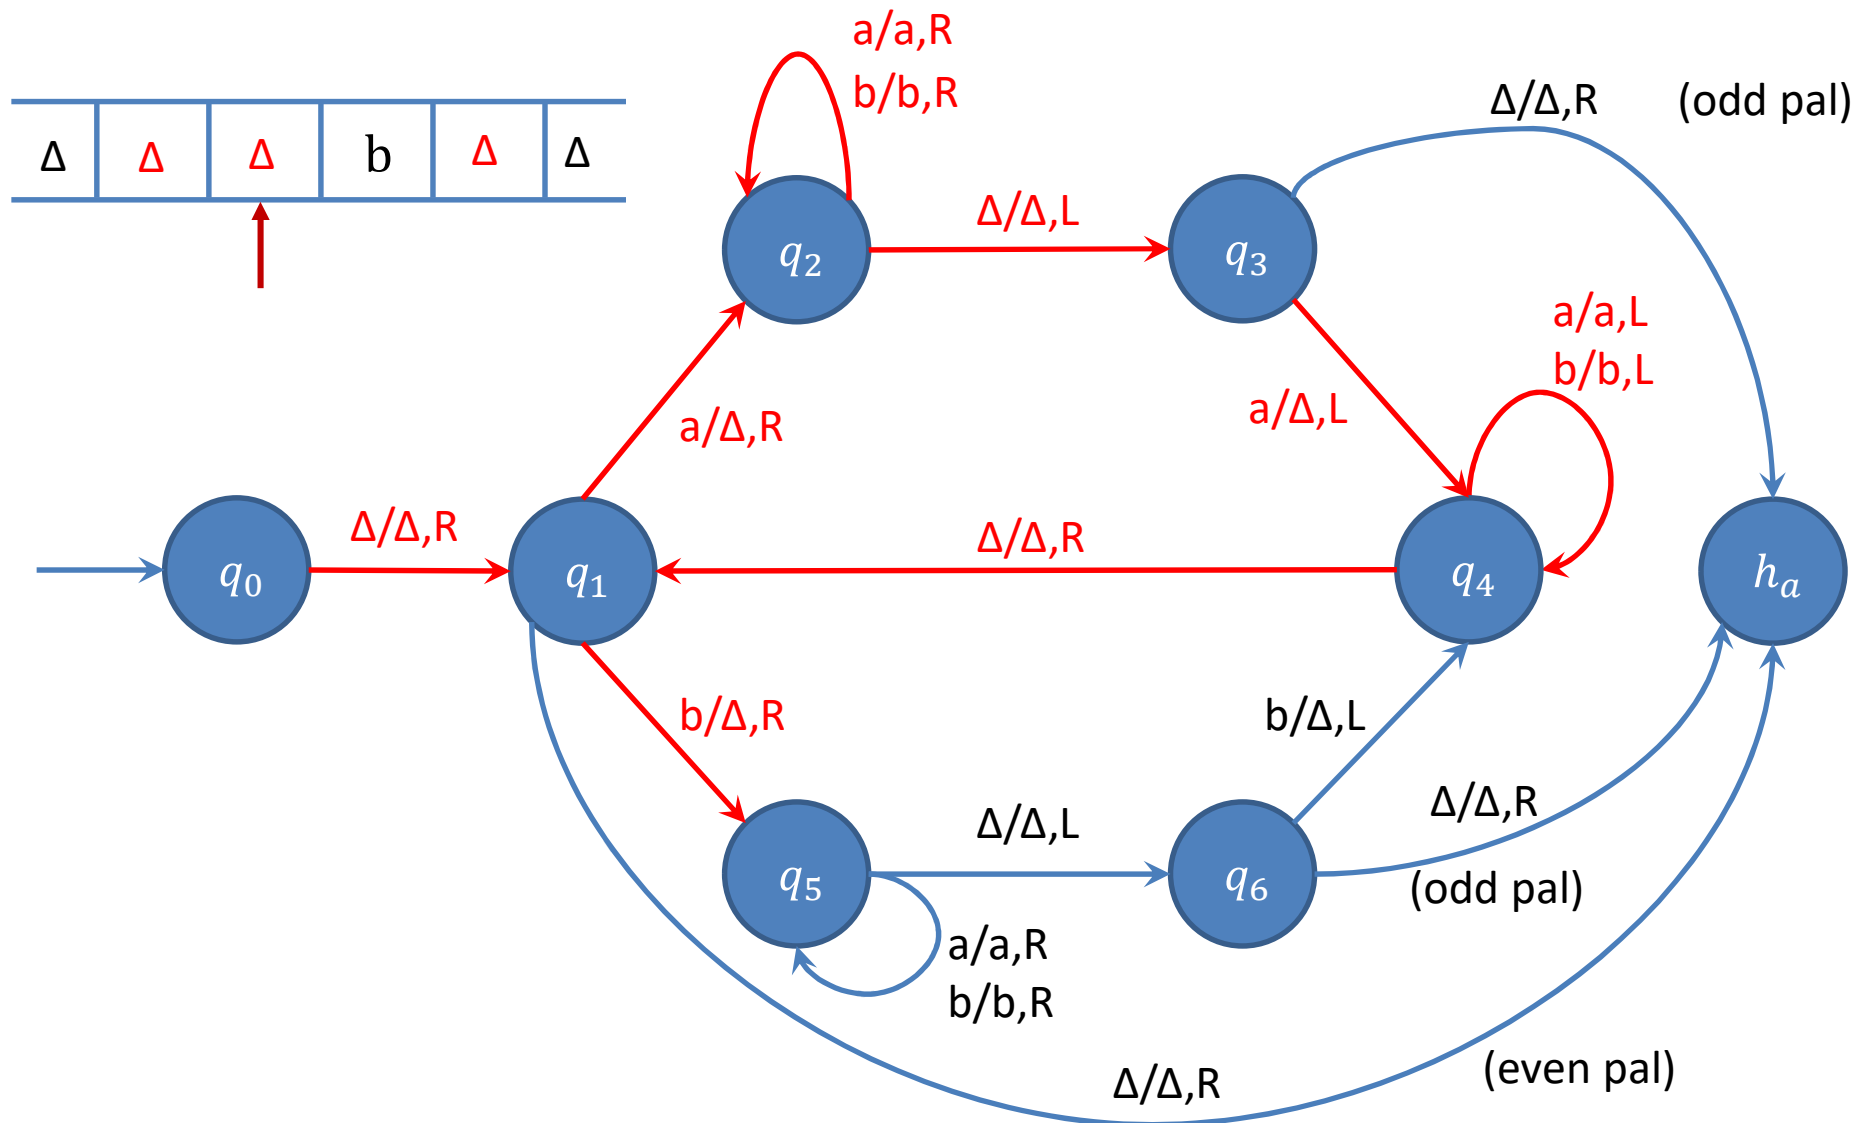 a/a,R
b/b,R
Δ/Δ,R (odd pal)
Δ Δ Δ b Δ Δ
Δ/Δ,L
q₂
q₃
a/a,L
b/b,L
a/Δ,R
a/Δ,L
Δ/Δ,R
Δ/Δ,R
q₀
q₁
q₄
hₐ
b/Δ,R
b/Δ,L
Δ/Δ,L
Δ/Δ,R
q₅
q₆
(odd pal)
a/a,R
b/b,R
(even pal)
Δ/Δ,R